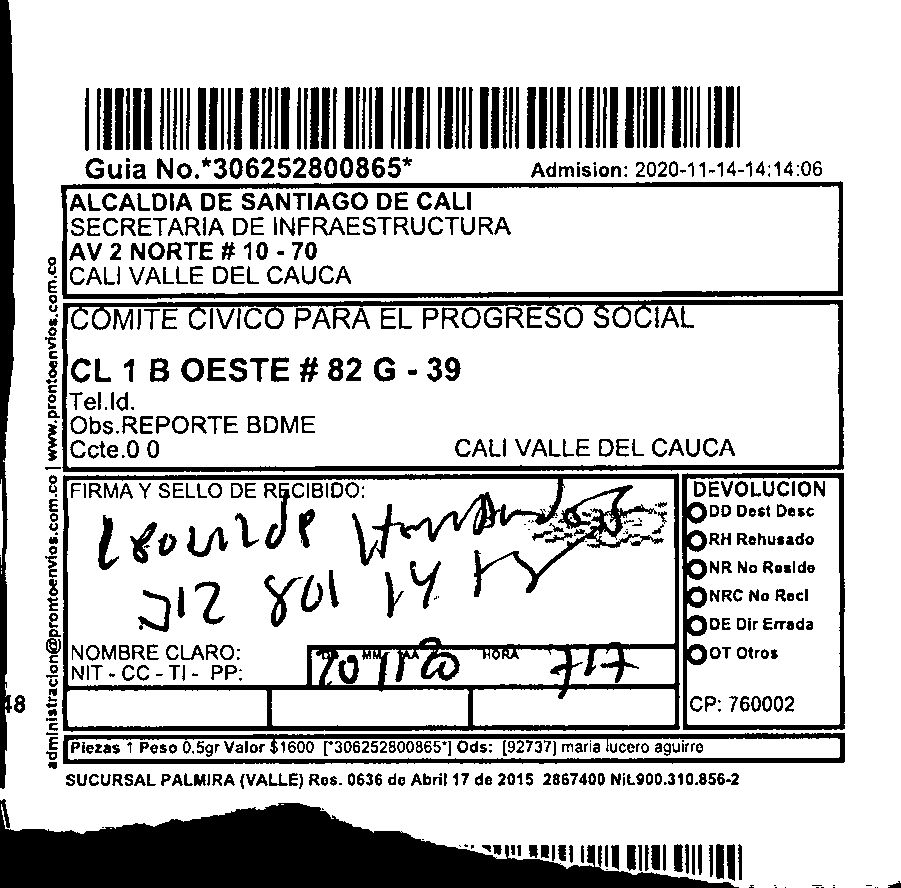 Guia No.*306252800865*
Admision: 2020-11-14-14:14:06
ALCALDIA DE SANTIAGO DE CALI
SECRETARIA DE INFRAESTRUCTURA
AV 2 NORTE # 10 - 70
CALI VALLE DEL CAUCA
COMITE CIVICO PARA EL PROGRESO SOCIAL
CL 1 B OESTE # 82 G - 39
Tel.Id.
Obs.REPORTE BDME
Ccte.0 0
CALI VALLE DEL CAUCA
administracion@prontoenvios.com.co | www.prontoenvios.com.co
FIRMA Y SELLO DE RECIBIDO:
312 801 14
NOMBRE CLARO:
NIT - CC - TI - PP:
MM AA HORA
20 11 20
DEVOLUCION
DD Dest Desc
RH Rehusado
NR No Reside
NRC No Recl
DE Dir Errada
OT Otros
CP: 760002
48
Piezas 1 Peso 0.5gr Valor $1600 [*306252800865*] Ods: [92737] maria lucero aguirre
SUCURSAL PALMIRA (VALLE) Res. 0636 de Abril 17 de 2015 2867400 Nit.900.310.856-2